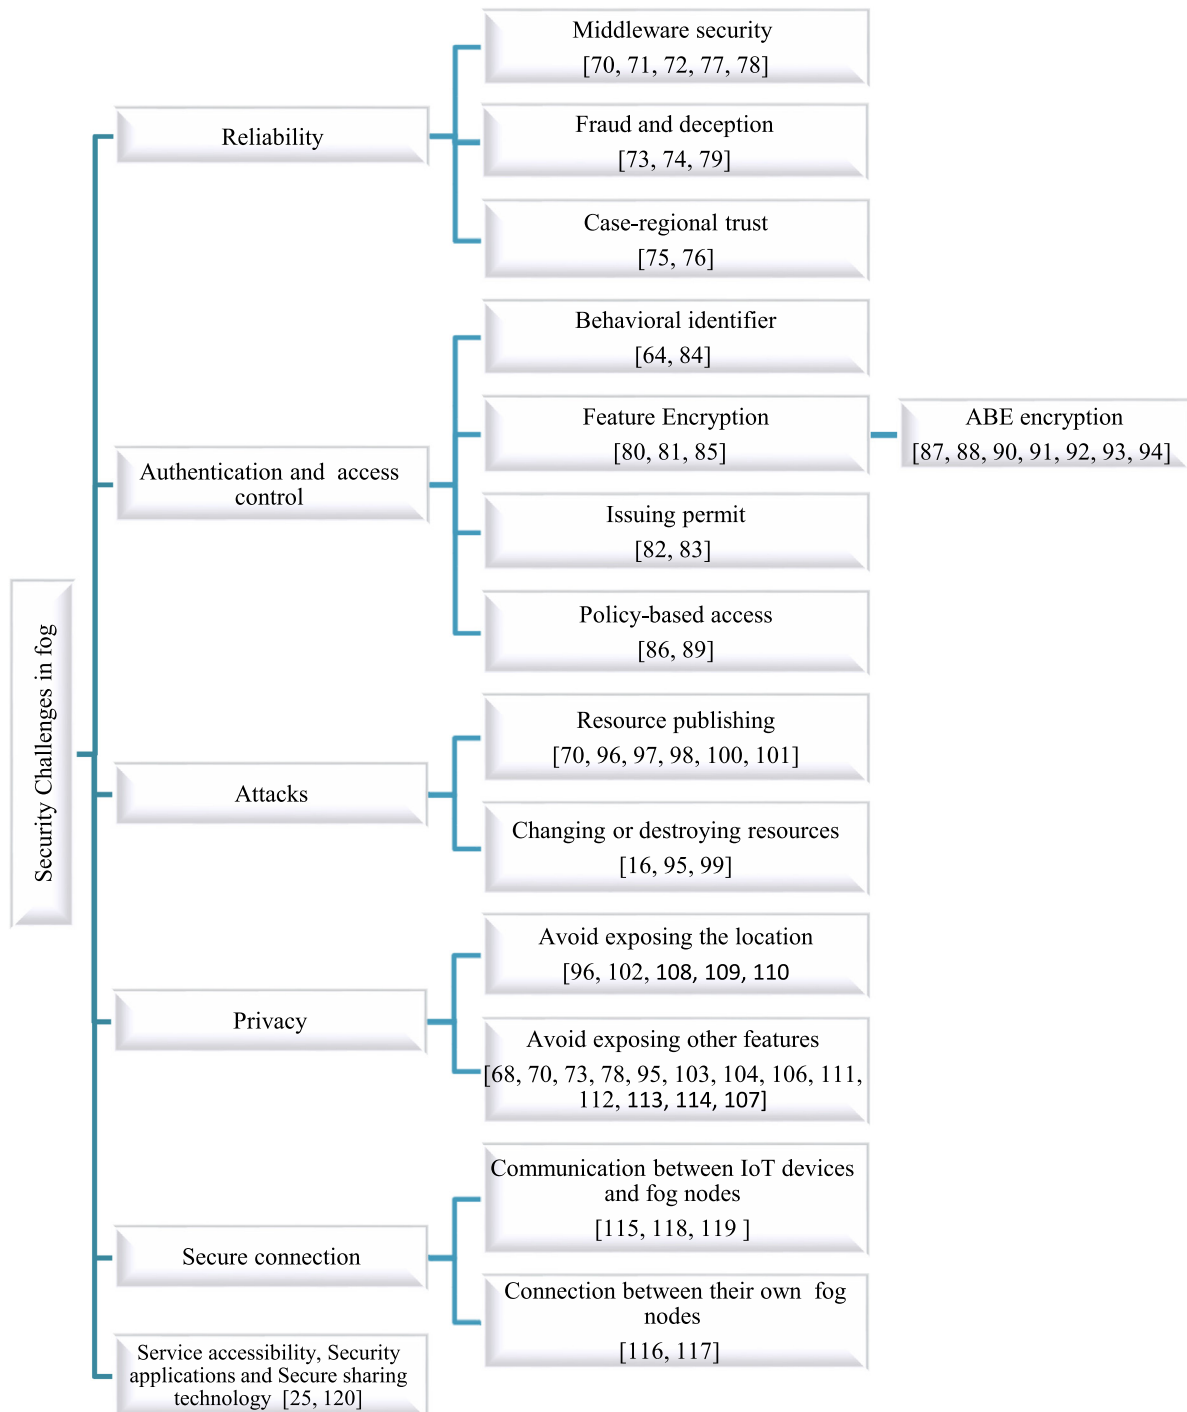 Security Challenges in fog
Reliability
Middleware security
[70, 71, 72, 77, 78]
Fraud and deception
[73, 74, 79]
Case-regional trust
[75, 76]
Authentication and access
control
Behavioral identifier
[64, 84]
Feature Encryption
[80, 81, 85]
ABE encryption
[87, 88, 90, 91, 92, 93, 94]
Issuing permit
[82, 83]
Policy-based access
[86, 89]
Attacks
Resource publishing
[70, 96, 97, 98, 100, 101]
Changing or destroying resources
[16, 95, 99]
Privacy
Avoid exposing the location
[96, 102, 108, 109, 110
Avoid exposing other features
[68, 70, 73, 78, 95, 103, 104, 106, 111,
112, 113, 114, 107]
Secure connection
Communication between IoT devices
and fog nodes
[115, 118, 119 ]
Connection between their own fog
nodes
[116, 117]
Service accessibility, Security
applications and Secure sharing
technology [25, 120]